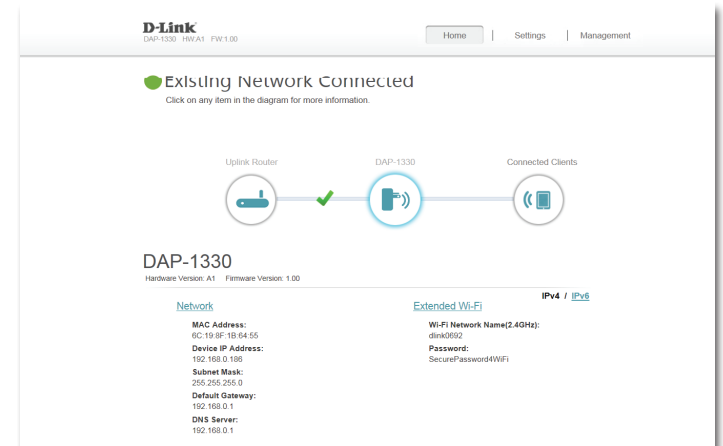 D-Link
DAP-1330 HW:A1 FW:1.00
Home | Settings | Management
Existing Network Connected
Click on any item in the diagram for more information.
Uplink Router DAP-1330 Connected Clients
DAP-1330
Hardware Version: A1 Firmware Version: 1.00
IPv4 / IPv6
Network Extended Wi-Fi
MAC Address: Wi-Fi Network Name(2.4GHz):
6C:19:8F:1B:64:55 dlink0692
Device IP Address: Password:
192.168.0.186 SecurePassword4WiFi
Subnet Mask:
255.255.255.0
Default Gateway:
192.168.0.1
DNS Server:
192.168.0.1